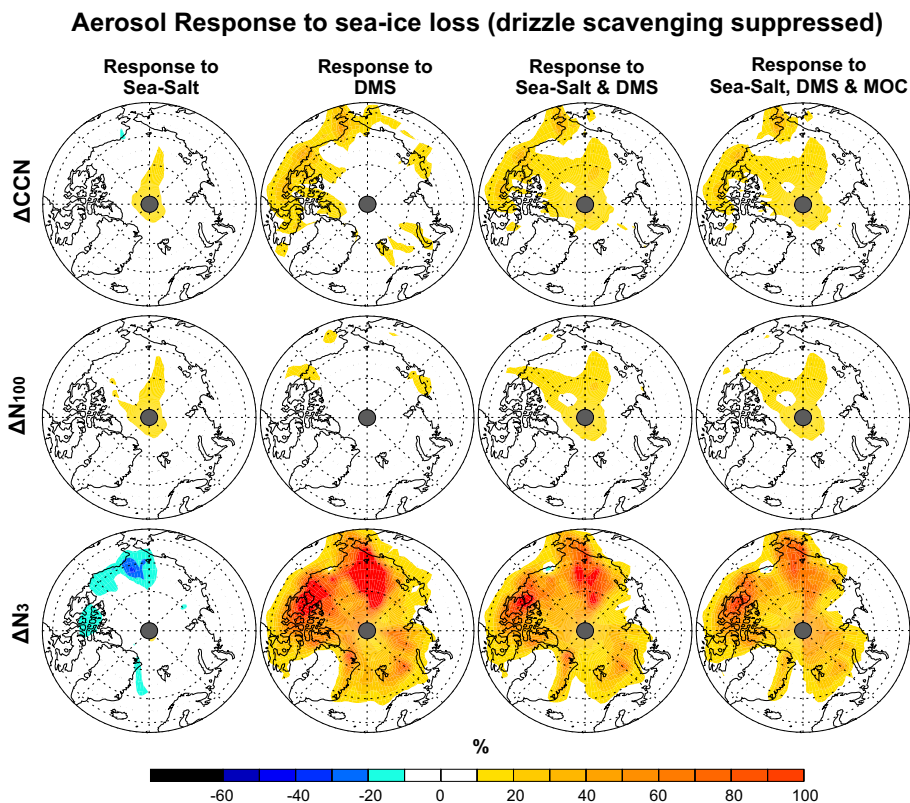 Aerosol Response to sea-ice loss (drizzle scavenging suppressed)
Response to
Sea-Salt
Response to
DMS
Response to
Sea-Salt & DMS
Response to
Sea-Salt, DMS & MOC
ΔCCN
ΔN₁₀₀
ΔN₃
%
-60 -40 -20 0 20 40 60 80 100